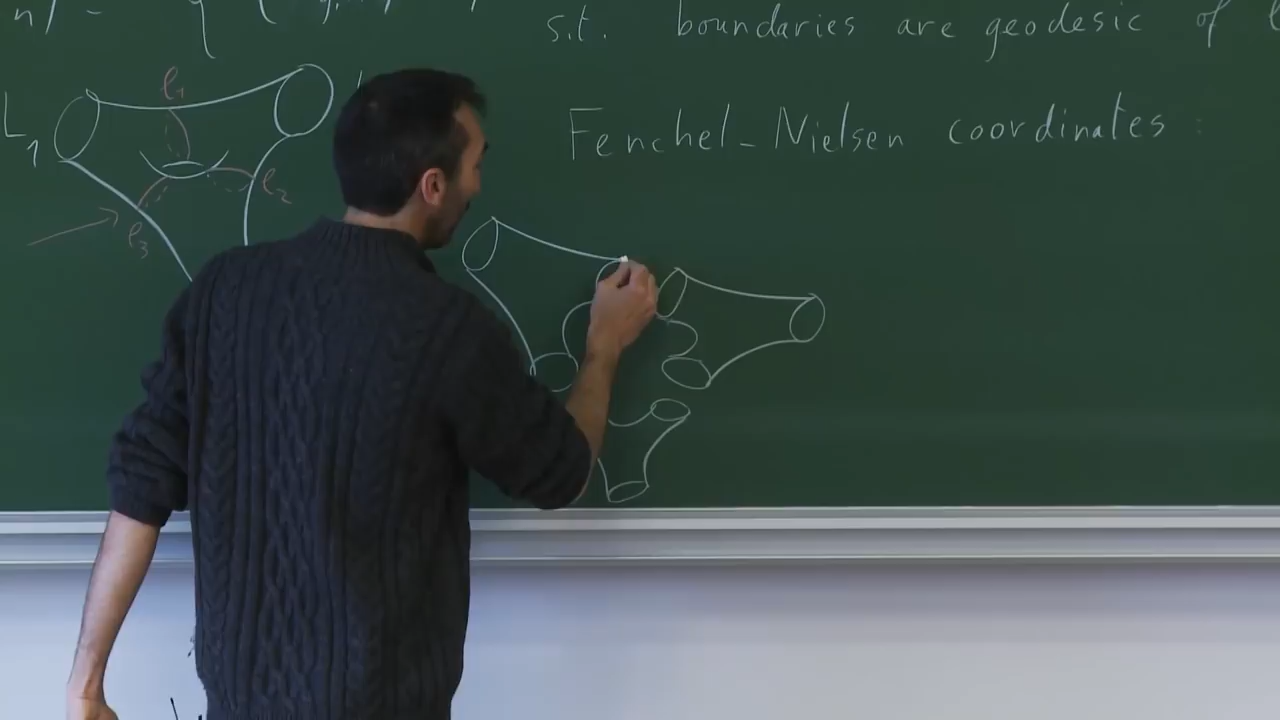 s.t. boundaries are geodesic of
Fenchel-Nielsen coordinates:
ℓ₁
L₁
ℓ₂
ℓ₃